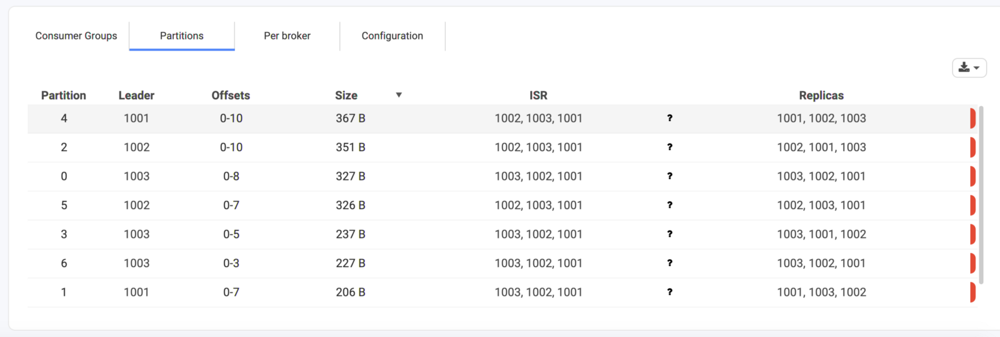 Consumer Groups Partitions Per broker Configuration
Partition Leader Offsets Size ▼ ISR Replicas
4 1001 0-10 367 B 1002, 1003, 1001 ? 1001, 1002, 1003
2 1002 0-10 351 B 1002, 1003, 1001 ? 1002, 1001, 1003
0 1003 0-8 327 B 1003, 1002, 1001 ? 1003, 1002, 1001
5 1002 0-7 326 B 1002, 1003, 1001 ? 1002, 1003, 1001
3 1003 0-5 237 B 1003, 1002, 1001 ? 1003, 1001, 1002
6 1003 0-3 227 B 1003, 1002, 1001 ? 1003, 1002, 1001
1 1001 0-7 206 B 1003, 1002, 1001 ? 1001, 1003, 1002